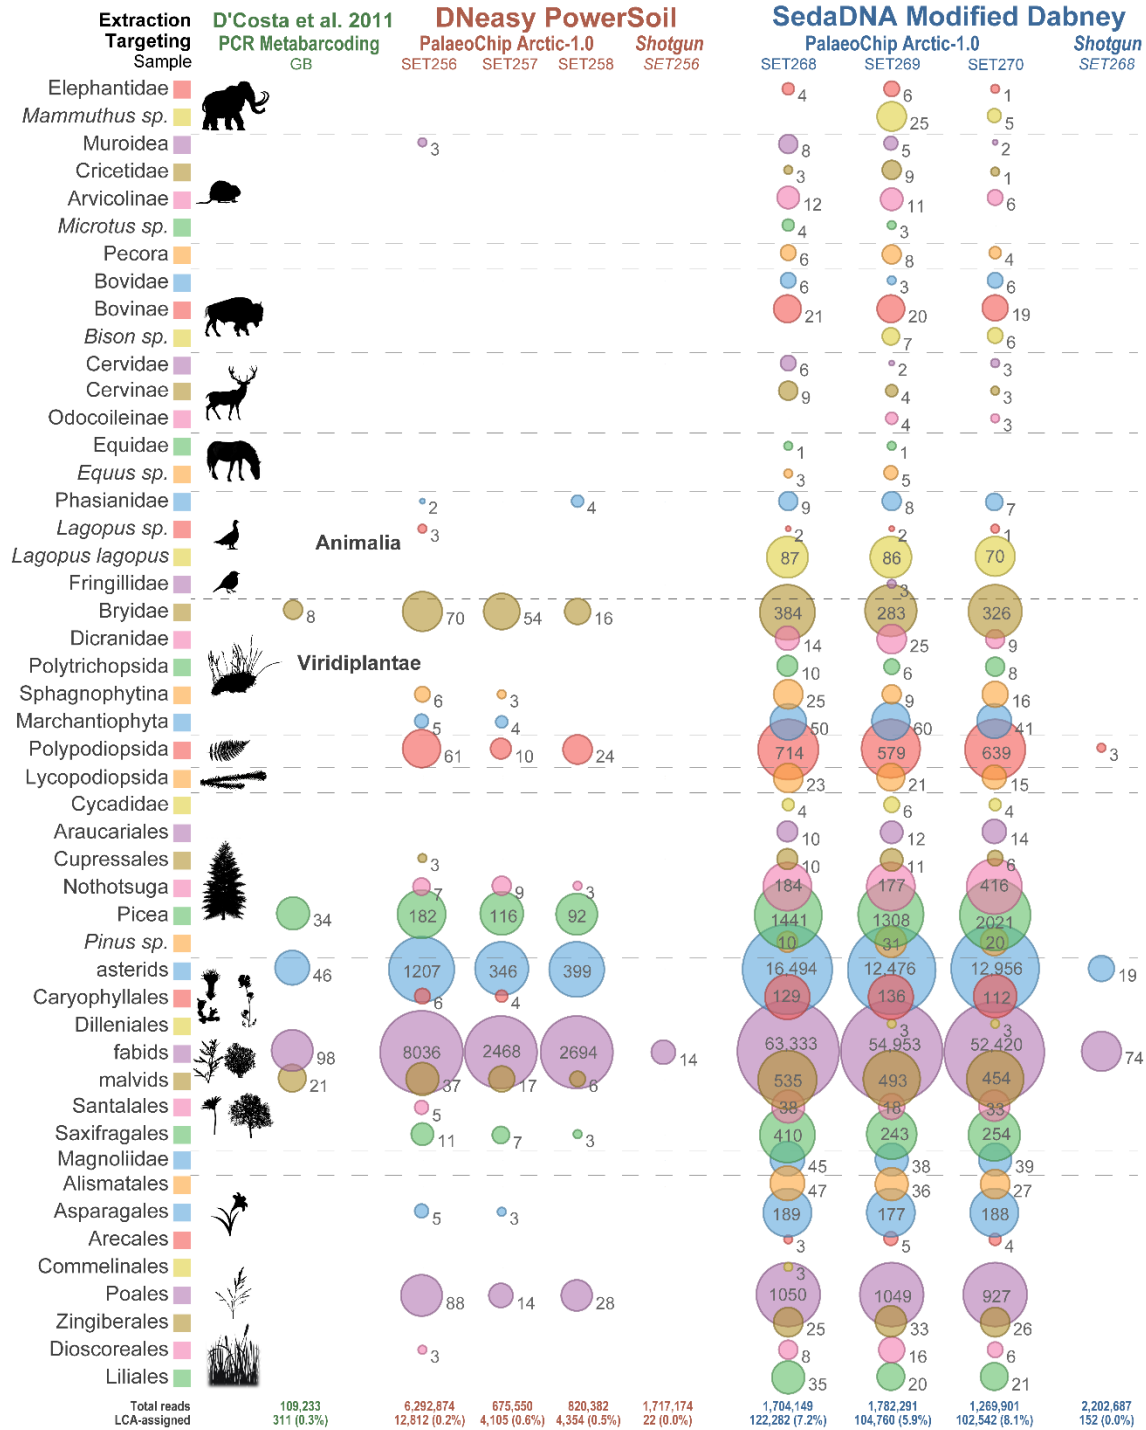 Extraction D'Costa et al. 2011 DNeasy PowerSoil SedaDNA Modified Dabney
Targeting PCR Metabarcoding PalaeoChip Arctic-1.0 Shotgun PalaeoChip Arctic-1.0 Shotgun
Sample GB SET256 SET257 SET258 SET256 SET268 SET269 SET270 SET268
Elephantidae 4 6 1
Mammuthus sp. 25 5
Muroidea 3 8 5 2
Cricetidae 3 9 1
Arvicolinae 12 11 6
Microtus sp. 4 3
Pecora 6 8 4
Bovidae 6 3 6
Bovinae 21 20 19
Bison sp. 7 6
Cervidae 6 2 3
Cervinae 9 4 3
Odocoileinae 4 3
Equidae 1 1
Equus sp. 3 5
Phasianidae 2 4 9 8 7
Lagopus sp. 3 2 2 1
Animalia
Lagopus lagopus 87 86 70
Fringillidae 3
Bryidae 8 70 54 16 384 283 326
Dicranidae 14 25 9
Viridiplantae
Polytrichopsida 10 6 8
Sphagnophytina 6 3 25 9 16
Marchantiophyta 5 4 50 60 41
Polypodiopsida 61 10 24 714 579 639 3
Lycopodiopsida 23 21 15
Cycadidae 4 6 4
Araucariales 10 12 14
Cupressales 3 10 11 6
Nothotsuga 7 9 3 184 177 416
Picea 34 182 116 92 1441 1308 2021
Pinus sp. 10 31 20
asterids 46 1207 346 399 16,494 12,476 12,956 19
Caryophyllales 6 4 129 136 112
Dilleniales 3 3
fabids 98 8036 2468 2694 14 63,333 54,953 52,420 74
malvids 21 37 17 6 535 493 454
Santalales 5 38 18 33
Saxifragales 11 7 3 410 243 254
Magnoliidae 45 38 39
Alismatales 47 36 27
Asparagales 5 3 189 177 188
Arecales 3 5 4
Commelinales 3
Poales 88 14 28 1050 1049 927
Zingiberales 25 33 26
Dioscoreales 3 8 16 6
Liliales 35 20 21
Total reads 109,233 6,292,874 675,550 820,382 1,717,174 1,704,149 1,782,291 1,269,901 2,202,687
LCA-assigned 311 (0.3%) 12,812 (0.2%) 4,105 (0.6%) 4,354 (0.5%) 22 (0.0%) 122,282 (7.2%) 104,760 (5.9%) 102,542 (8.1%) 152 (0.0%)